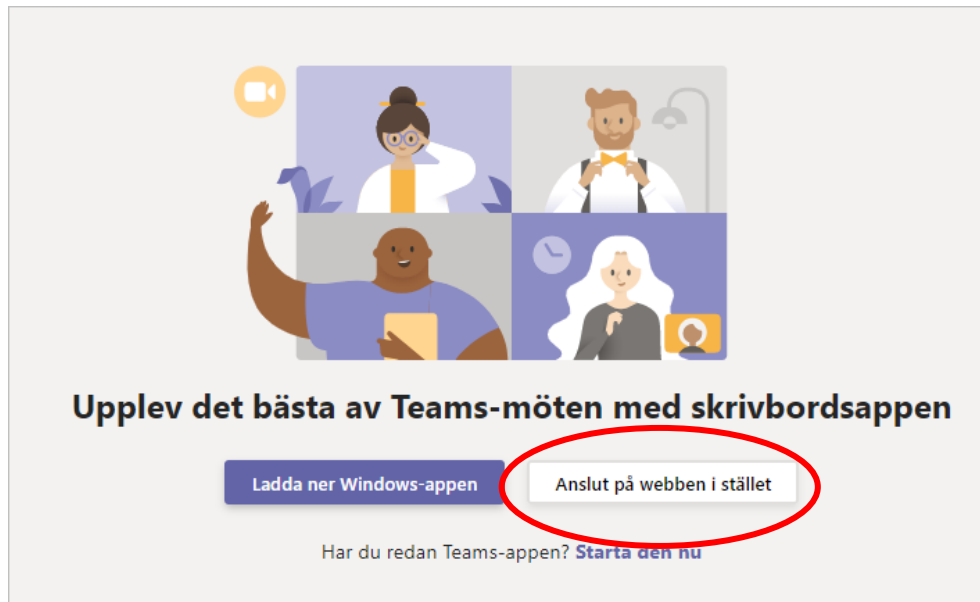 Upplev det bästa av Teams-möten med skrivbordsappen
Ladda ner Windows-appen
Anslut på webben i stället
Har du redan Teams-appen? Starta den nu